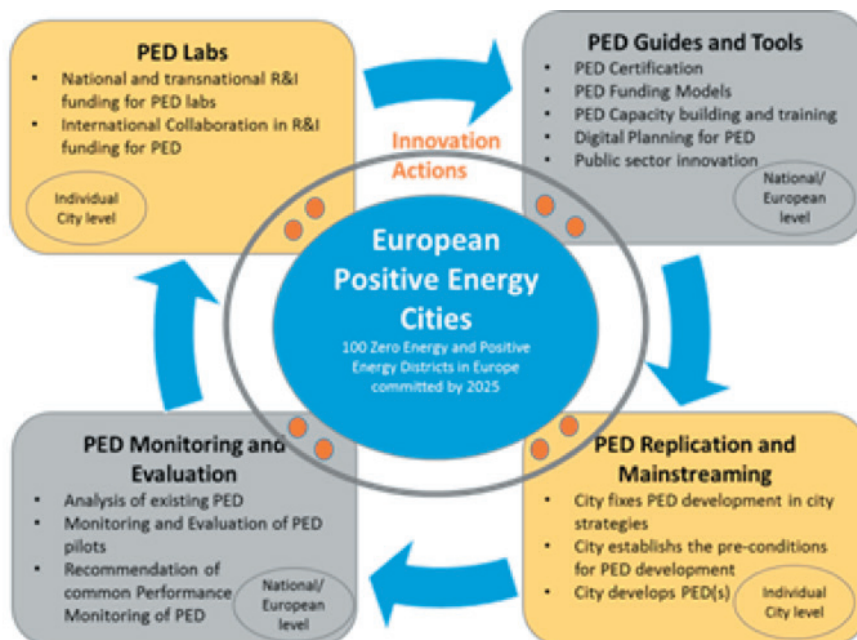 PED Labs
• National and transnational R&I
funding for PED labs
• International Collaboration in R&I
funding for PED
Individual
City level
PED Guides and Tools
• PED Certification
• PED Funding Models
• PED Capacity building and training
• Digital Planning for PED
• Public sector innovation
National/
European
level
Innovation
Actions
European
Positive Energy
Cities
100 Zero Energy and Positive
Energy Districts in Europe
committed by 2025
PED Monitoring and
Evaluation
• Analysis of existing PED
• Monitoring and Evaluation of PED
pilots
• Recommendation of
common Performance
Monitoring of PED
National/
European
level
PED Replication and
Mainstreaming
• City fixes PED development in city
strategies
• City establishs the pre-conditions
for PED development
• City develops PED(s)
Individual
City level